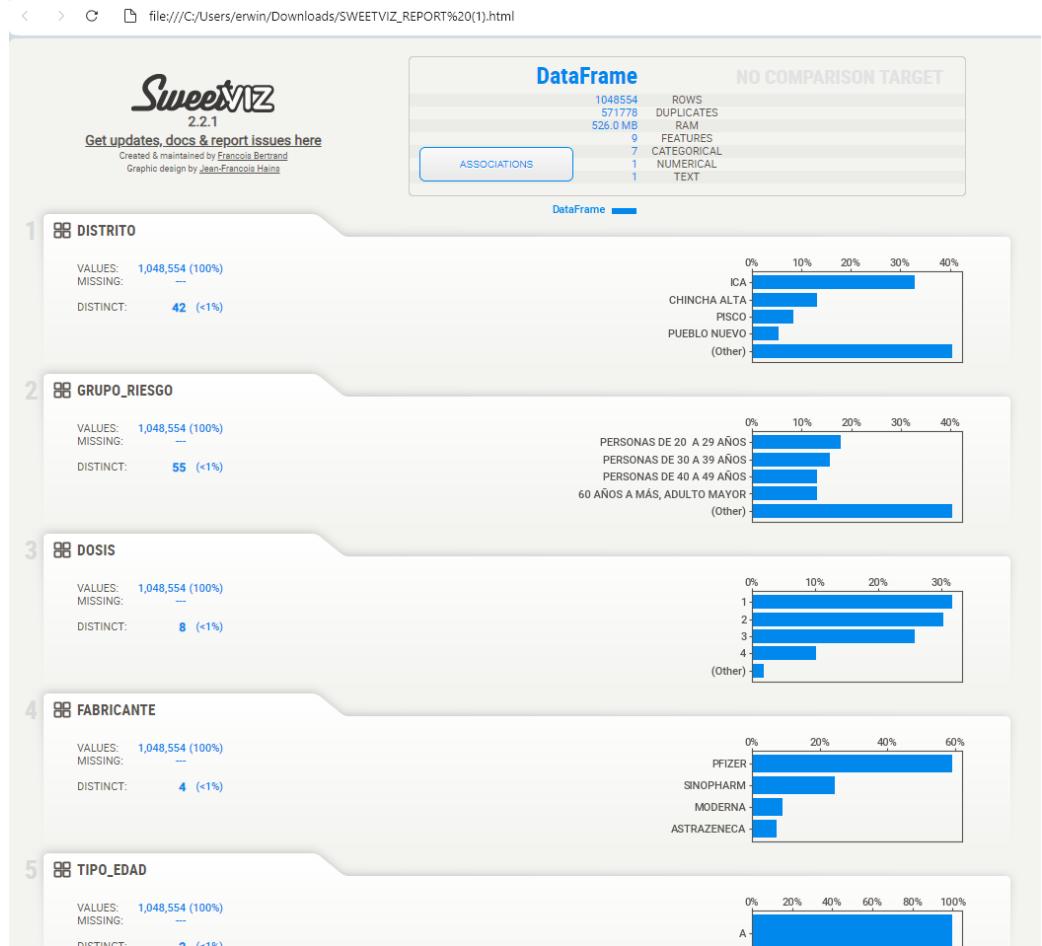 file:///C:/Users/erwin/Downloads/SWEETVIZ_REPORT%20(1).html
SweetVIZ
2.2.1
Get updates, docs & report issues here
Created & maintained by Francois Bertrand
Graphic design by Jean-Francois Hains
DataFrame NO COMPARISON TARGET
1048554 ROWS
571778 DUPLICATES
526.0 MB RAM
9 FEATURES
7 CATEGORICAL
1 NUMERICAL
1 TEXT
ASSOCIATIONS
DataFrame
1 DISTRITO
VALUES: 1,048,554 (100%)
MISSING: ---
DISTINCT: 42 (<1%)
0% 10% 20% 30% 40%
ICA
CHINCHA ALTA
PISCO
PUEBLO NUEVO
(Other)
2 GRUPO_RIESGO
VALUES: 1,048,554 (100%)
MISSING: ---
DISTINCT: 55 (<1%)
0% 10% 20% 30% 40%
PERSONAS DE 20 A 29 AÑOS
PERSONAS DE 30 A 39 AÑOS
PERSONAS DE 40 A 49 AÑOS
60 AÑOS A MÁS, ADULTO MAYOR
(Other)
3 DOSIS
VALUES: 1,048,554 (100%)
MISSING: ---
DISTINCT: 8 (<1%)
0% 10% 20% 30%
1
2
3
4
(Other)
4 FABRICANTE
VALUES: 1,048,554 (100%)
MISSING: ---
DISTINCT: 4 (<1%)
0% 20% 40% 60%
PFIZER
SINOPHARM
MODERNA
ASTRAZENECA
5 TIPO_EDAD
VALUES: 1,048,554 (100%)
MISSING: ---
DISTINCT: (<1%)
0% 20% 40% 60% 80% 100%
A